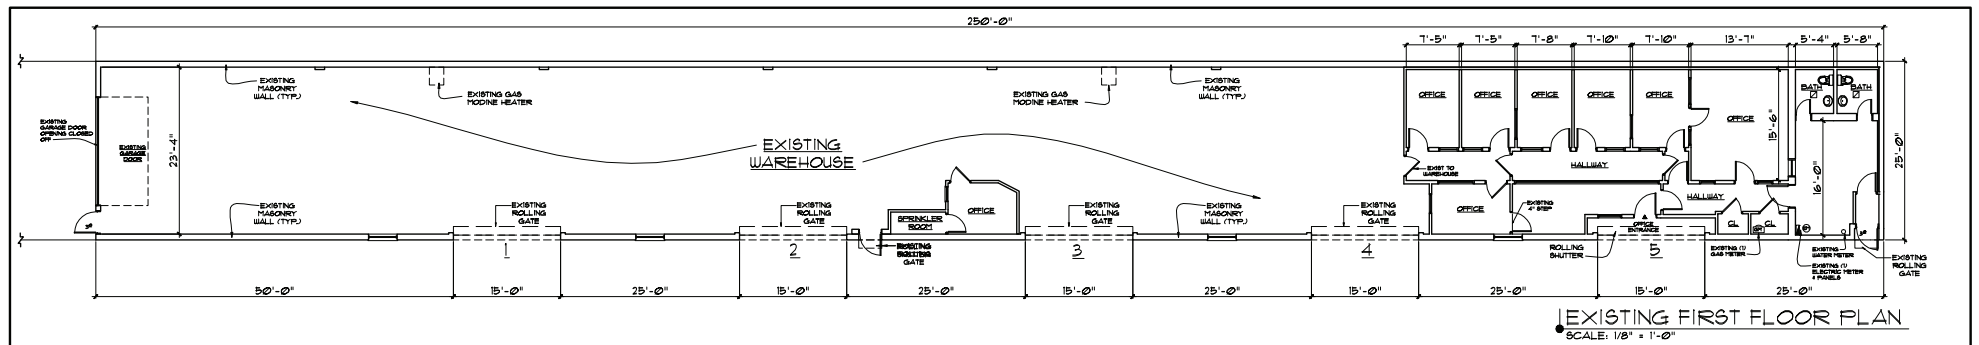 250'-0"
7'-5"
7'-5"
7'-8"
7'-10"
7'-10"
13'-7"
5'-4"
5'-8"
EXISTING
MASONRY
WALL (TYP.)
EXISTING GAS
MODINE HEATER
EXISTING GAS
MODINE HEATER
EXISTING
MASONRY
WALL (TYP.)
OFFICE
OFFICE
OFFICE
OFFICE
OFFICE
OFFICE
BATH
BATH
EXISTING
GARAGE DOOR
OPENING CLOSED
OFF
EXISTING
GARAGE
DOOR
23'-4"
EXISTING
WAREHOUSE
15'-6"
25'-0"
EXIST TO
WAREHOUSE
HALLWAY
16'-0"
HALLWAY
EXISTING
MASONRY
WALL (TYP.)
EXISTING
ROLLING
GATE
EXISTING
ROLLING
GATE
SPRINKLER
ROOM
OFFICE
EXISTING
ROLLING
GATE
EXISTING
MASONRY
WALL (TYP.)
EXISTING
ROLLING
GATE
OFFICE
EXISTING
4" STEP
OFFICE
ENTRANCE
CL
CL
GM
1
2
EXISTING
ROLLING
GATE
3
4
ROLLING
SHUTTER
5
EXISTING (1)
GAS METER
EXISTING (1)
ELECTRIC METER
& PANELS
EXISTING
WATER METER
EXISTING
ROLLING
GATE
50'-0"
15'-0"
25'-0"
15'-0"
25'-0"
15'-0"
25'-0"
15'-0"
25'-0"
15'-0"
25'-0"
EXISTING FIRST FLOOR PLAN
SCALE: 1/8" = 1'-0"